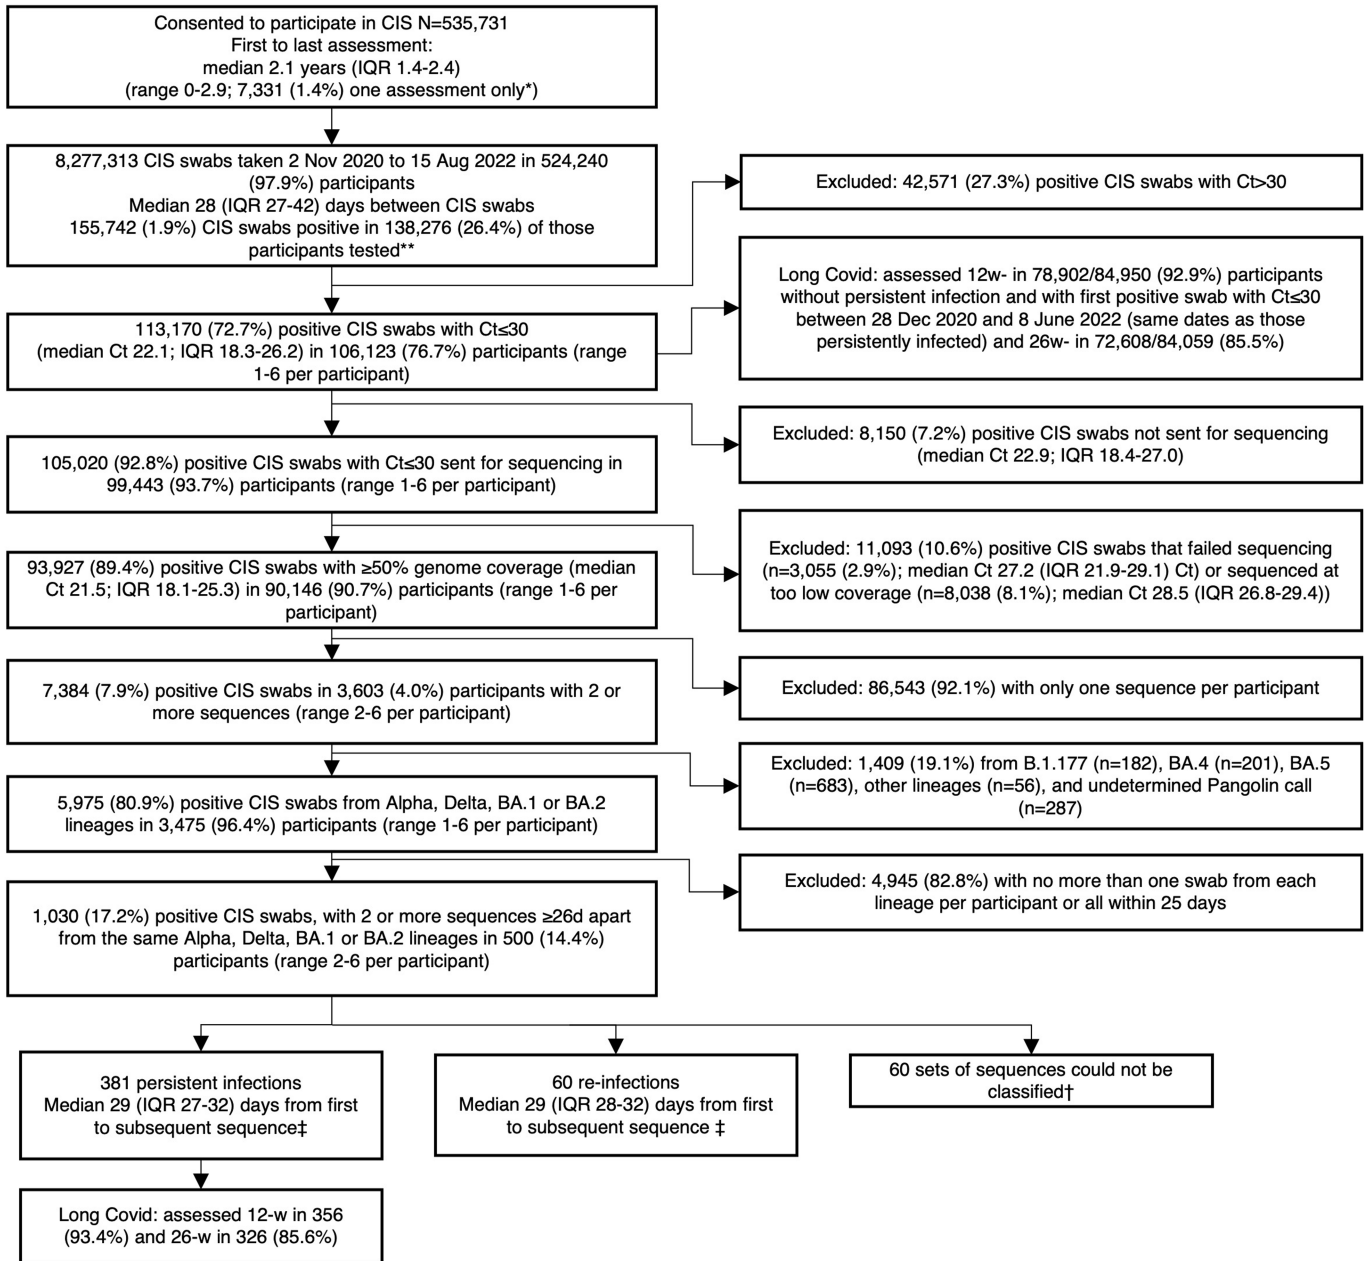 Consented to participate in CIS N=535,731
First to last assessment:
median 2.1 years (IQR 1.4-2.4)
(range 0-2.9; 7,331 (1.4%) one assessment only*)
8,277,313 CIS swabs taken 2 Nov 2020 to 15 Aug 2022 in 524,240
(97.9%) participants
Median 28 (IQR 27-42) days between CIS swabs
155,742 (1.9%) CIS swabs positive in 138,276 (26.4%) of those
participants tested**
Excluded: 42,571 (27.3%) positive CIS swabs with Ct>30
113,170 (72.7%) positive CIS swabs with Ct≤30
(median Ct 22.1; IQR 18.3-26.2) in 106,123 (76.7%) participants (range
1-6 per participant)
Long Covid: assessed 12w- in 78,902/84,950 (92.9%) participants
without persistent infection and with first positive swab with Ct≤30
between 28 Dec 2020 and 8 June 2022 (same dates as those
persistently infected) and 26w- in 72,608/84,059 (85.5%)
Excluded: 8,150 (7.2%) positive CIS swabs not sent for sequencing
(median Ct 22.9; IQR 18.4-27.0)
105,020 (92.8%) positive CIS swabs with Ct≤30 sent for sequencing in
99,443 (93.7%) participants (range 1-6 per participant)
Excluded: 11,093 (10.6%) positive CIS swabs that failed sequencing
(n=3,055 (2.9%); median Ct 27.2 (IQR 21.9-29.1) Ct) or sequenced at
too low coverage (n=8,038 (8.1%); median Ct 28.5 (IQR 26.8-29.4))
93,927 (89.4%) positive CIS swabs with ≥50% genome coverage (median
Ct 21.5; IQR 18.1-25.3) in 90,146 (90.7%) participants (range 1-6 per
participant)
Excluded: 86,543 (92.1%) with only one sequence per participant
7,384 (7.9%) positive CIS swabs in 3,603 (4.0%) participants with 2 or
more sequences (range 2-6 per participant)
Excluded: 1,409 (19.1%) from B.1.177 (n=182), BA.4 (n=201), BA.5
(n=683), other lineages (n=56), and undetermined Pangolin call
(n=287)
5,975 (80.9%) positive CIS swabs from Alpha, Delta, BA.1 or BA.2
lineages in 3,475 (96.4%) participants (range 1-6 per participant)
Excluded: 4,945 (82.8%) with no more than one swab from each
lineage per participant or all within 25 days
1,030 (17.2%) positive CIS swabs, with 2 or more sequences ≥26d apart
from the same Alpha, Delta, BA.1 or BA.2 lineages in 500 (14.4%)
participants (range 2-6 per participant)
381 persistent infections
Median 29 (IQR 27-32) days from first
to subsequent sequence‡
60 re-infections
Median 29 (IQR 28-32) days from first
to subsequent sequence ‡
60 sets of sequences could not be
classified†
Long Covid: assessed 12-w in 356
(93.4%) and 26-w in 326 (85.6%)